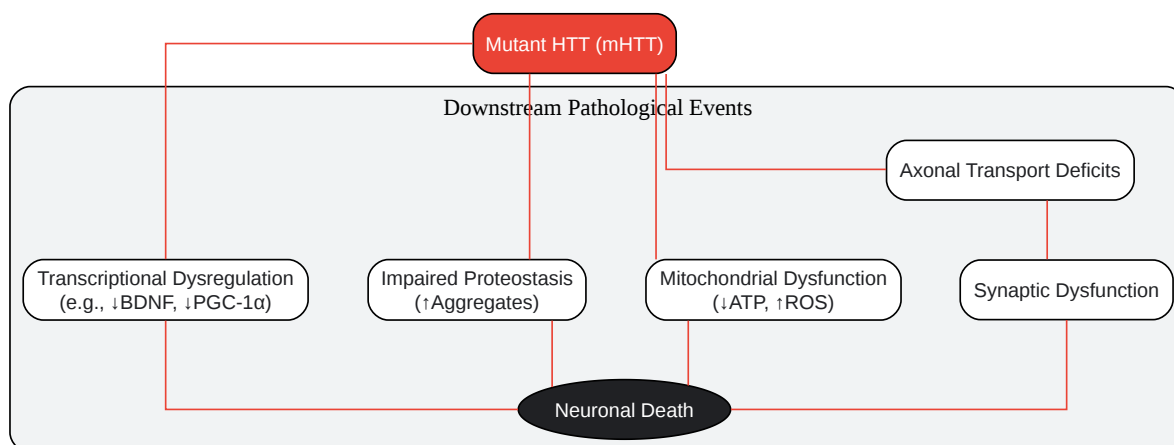 Mutant HTT (mHTT)
Downstream Pathological Events
Axonal Transport Deficits
Transcriptional Dysregulation
(e.g., ↓BDNF, ↓PGC-1α)
Impaired Proteostasis
(↑Aggregates)
Mitochondrial Dysfunction
(↓ATP, ↑ROS)
Synaptic Dysfunction
Neuronal Death